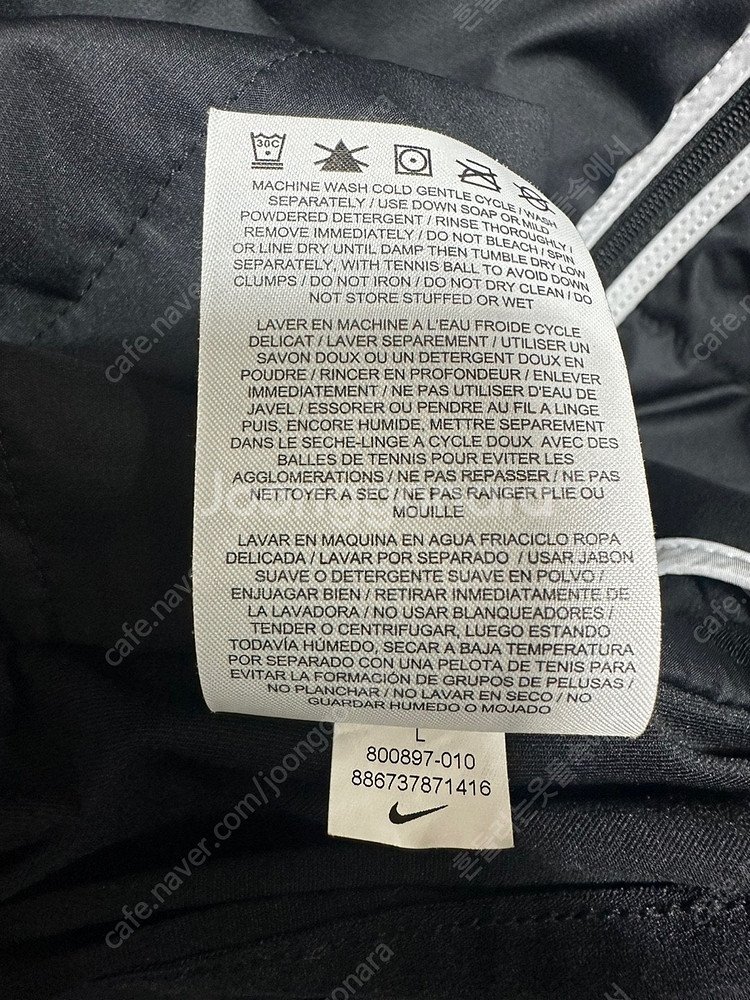 30C
MACHINE WASH COLD GENTLE CYCLE / WASH
SEPARATELY / USE DOWN SOAP OR MILD
POWDERED DETERGENT / RINSE THOROUGHLY /
REMOVE IMMEDIATELY / DO NOT BLEACH / SPIN
OR LINE DRY UNTIL DAMP THEN TUMBLE DRY LOW
SEPARATELY, WITH TENNIS BALL TO AVOID DOWN
CLUMPS / DO NOT IRON / DO NOT DRY CLEAN / DO
NOT STORE STUFFED OR WET
LAVER EN MACHINE A L'EAU FROIDE CYCLE
DELICAT / LAVER SEPAREMENT / UTILISER UN
SAVON DOUX OU UN DETERGENT DOUX EN
POUDRE / RINCER EN PROFONDEUR / ENLEVER
IMMEDIATEMENT / NE PAS UTILISER D'EAU DE
JAVEL / ESSORER OU PENDRE AU FIL A LINGE
PUIS, ENCORE HUMIDE, METTRE SEPAREMENT
DANS LE SECHE-LINGE A CYCLE DOUX AVEC DES
BALLES DE TENNIS POUR EVITER LES
AGGLOMERATIONS / NE PAS REPASSER / NE PAS
NETTOYER A SEC / NE PAS RANGER PLIE OU
MOUILLE
LAVAR EN MAQUINA EN AGUA FRIACICLO ROPA
DELICADA / LAVAR POR SEPARADO / USAR JABON
SUAVE O DETERGENTE SUAVE EN POLVO /
ENJUAGAR BIEN / RETIRAR INMEDIATAMENTE DE
LA LAVADORA / NO USAR BLANQUEADORES /
TENDER O CENTRIFUGAR, LUEGO ESTANDO
TODAVÍA HÚMEDO, SECAR A BAJA TEMPERATURA
POR SEPARADO CON UNA PELOTA DE TENIS PARA
EVITAR LA FORMACIÓN DE GRUPOS DE PELUSAS /
NO PLANCHAR / NO LAVAR EN SECO / NO
GUARDAR HUMEDO O MOJADO
L
800897-010
886737871416
Joonggonara
cafe.naver.com/joonggonara